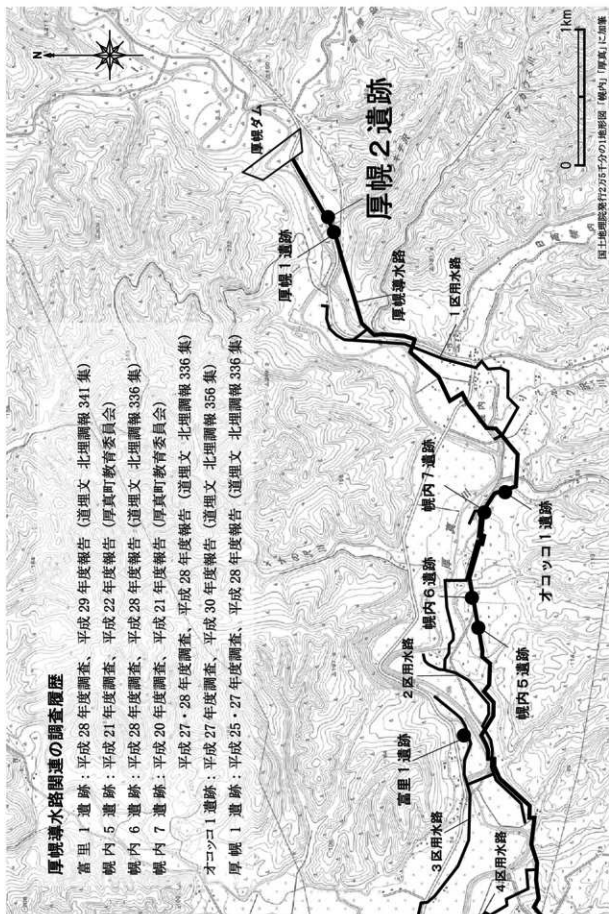 厚幌導水路関連の調査履歴
富里1遺跡：平成28年度調査、平成29年度報告（道埋文 北埋調報341集）
幌内5遺跡：平成21年度調査、平成22年度報告（厚真町教育委員会）
幌内6遺跡：平成28年度調査、平成28年度報告（道埋文 北埋調報336集）
幌内7遺跡：平成20年度調査、平成21年度報告（厚真町教育委員会）
平成27・28年度調査、平成28年度報告（道埋文 北埋調報336集）
オコッコ1遺跡：平成27年度調査、平成30年度報告（道埋文 北埋調報356集）
厚幌1遺跡：平成25・27年度調査、平成28年度報告（道埋文 北埋調報336集）
N
厚幌ダム
厚幌2遺跡
厚幌1遺跡
厚幌導水路
1区用水路
幌内7遺跡
オコッコ1遺跡
幌内6遺跡
幌内5遺跡
2区用水路
富里1遺跡
3区用水路
4区用水路
0
1km
国土地理院発行2万5千分の1地形図「幌内」「厚真」に加筆